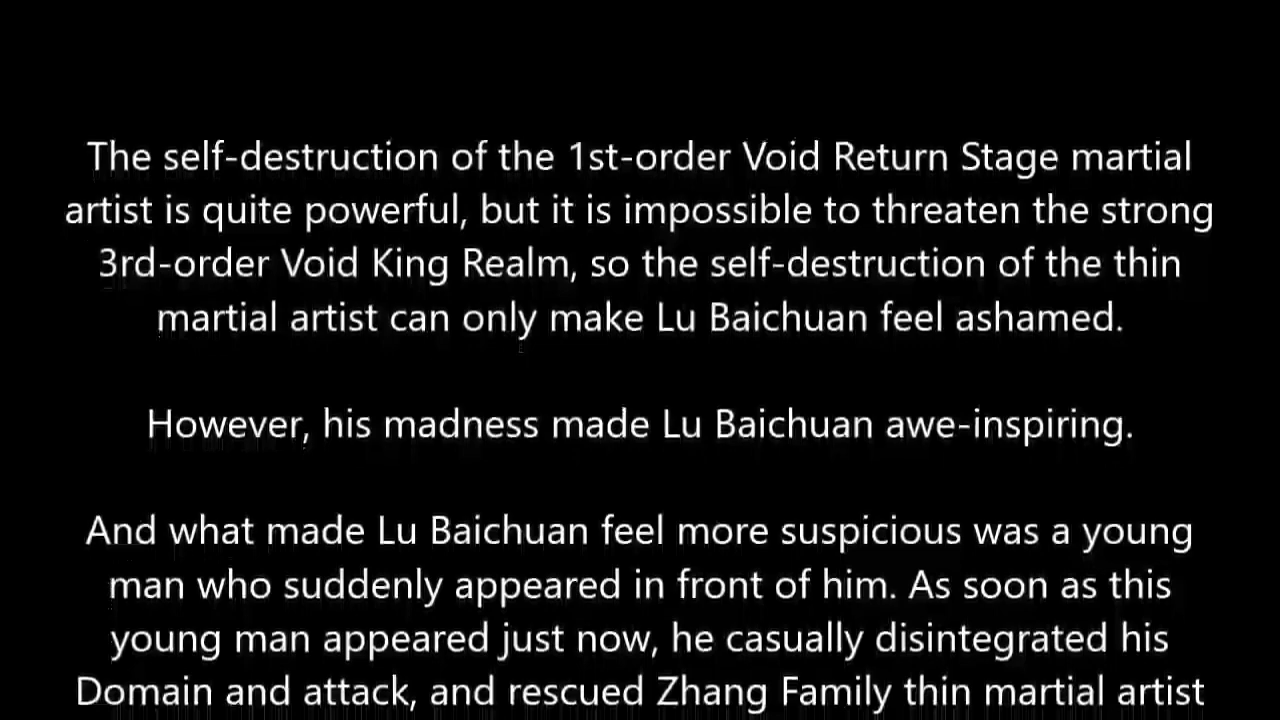 The self-destruction of the 1st-order Void Return Stage martial
artist is quite powerful, but it is impossible to threaten the strong
3rd-order Void King Realm, so the self-destruction of the thin
martial artist can only make Lu Baichuan feel ashamed.
However, his madness made Lu Baichuan awe-inspiring.
And what made Lu Baichuan feel more suspicious was a young
man who suddenly appeared in front of him. As soon as this
young man appeared just now, he casually disintegrated his
Domain and attack, and rescued Zhang Family thin martial artist